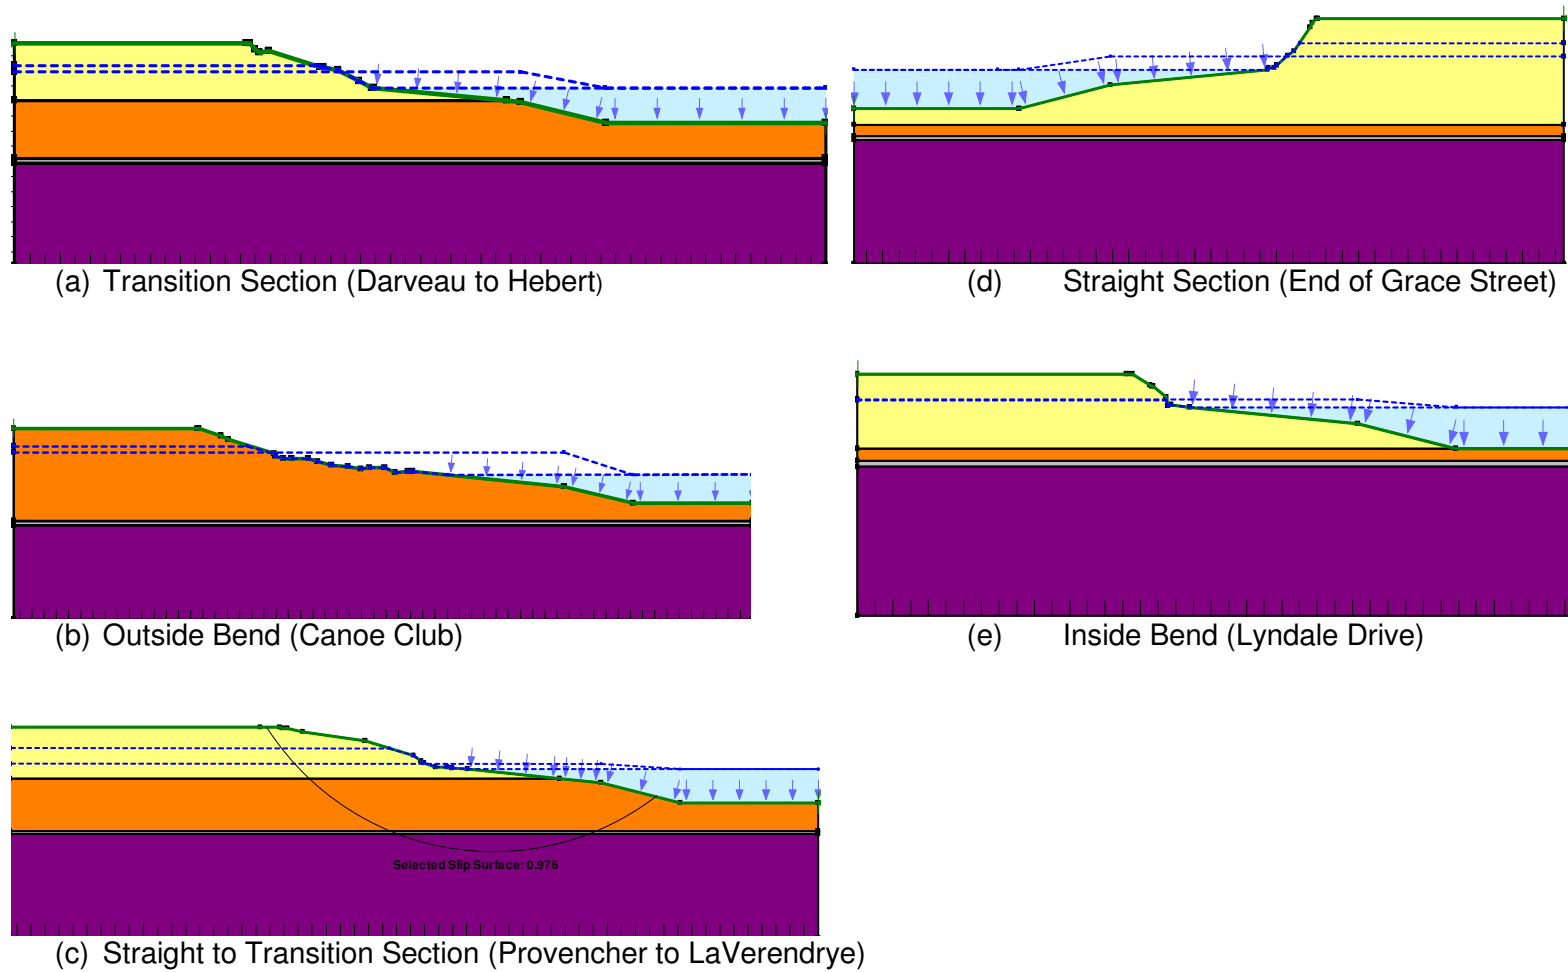 (a) Transition Section (Darveau to Hebert)
(d) Straight Section (End of Grace Street)
(b) Outside Bend (Canoe Club)
(e) Inside Bend (Lyndale Drive)
Selected Slip Surface: 0.976
(c) Straight to Transition Section (Provencher to LaVerendrye)